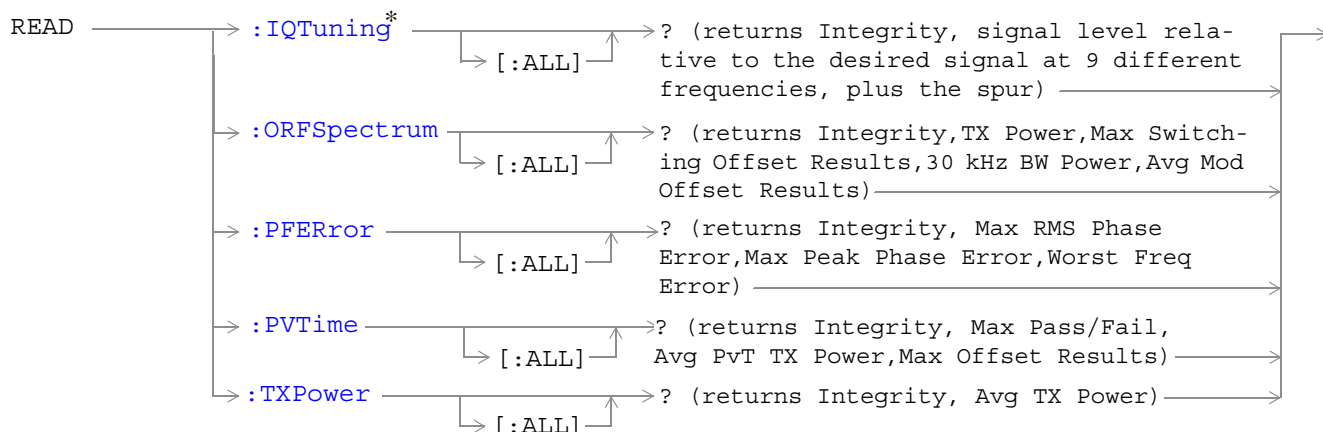 READ :IQTuning* ? (returns Integrity, signal level rela-
[:ALL] tive to the desired signal at 9 different
frequencies, plus the spur)
:ORFSpectrum ? (returns Integrity,TX Power,Max Switch-
[:ALL] ing Offset Results,30 kHz BW Power,Avg Mod
Offset Results)
:PFERror ? (returns Integrity, Max RMS Phase
[:ALL] Error,Max Peak Phase Error,Worst Freq
Error)
:PVTime ? (returns Integrity, Max Pass/Fail,
[:ALL] Avg PvT TX Power,Max Offset Results)
:TXPower ? (returns Integrity, Avg TX Power)
[:ALL]